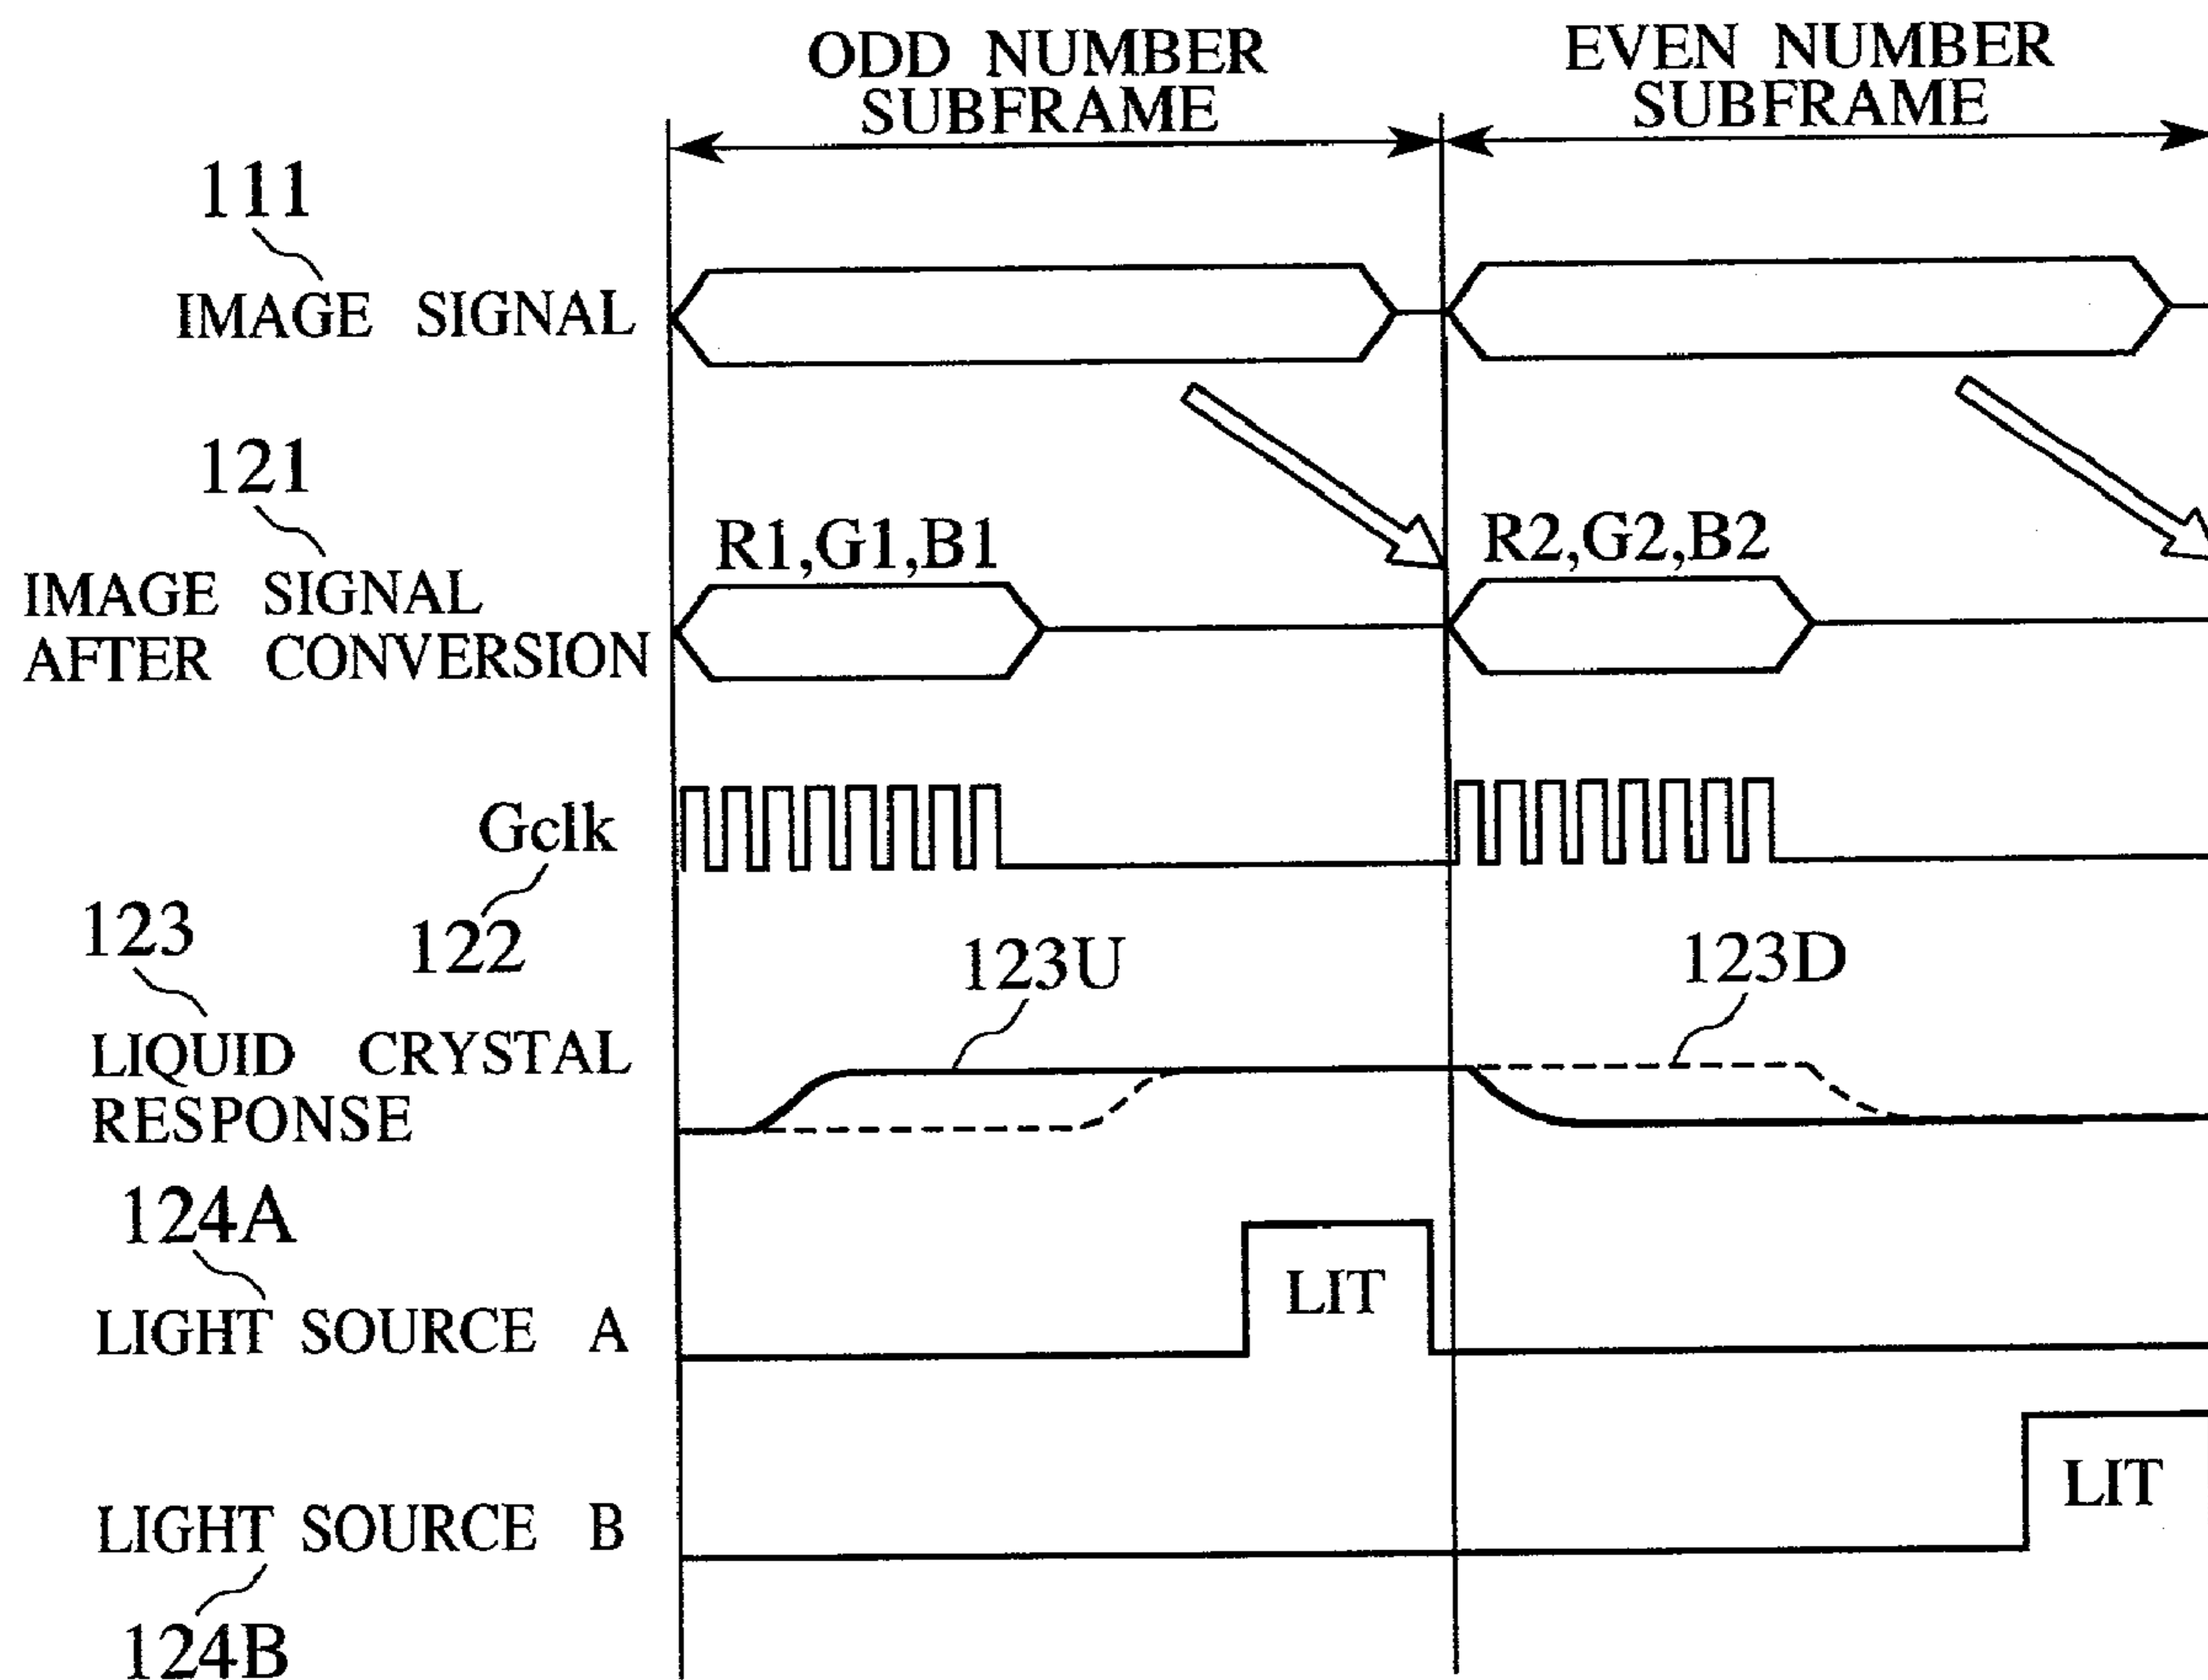 ODD NUMBER
SUBFRAME
EVEN NUMBER
SUBFRAME
111
IMAGE SIGNAL
121
IMAGE SIGNAL
AFTER CONVERSION
R1,G1,B1
R2,G2,B2
Gclk
122
123
LIQUID CRYSTAL
RESPONSE
123U
123D
124A
LIGHT SOURCE A
LIT
LIGHT SOURCE B
124B
LIT